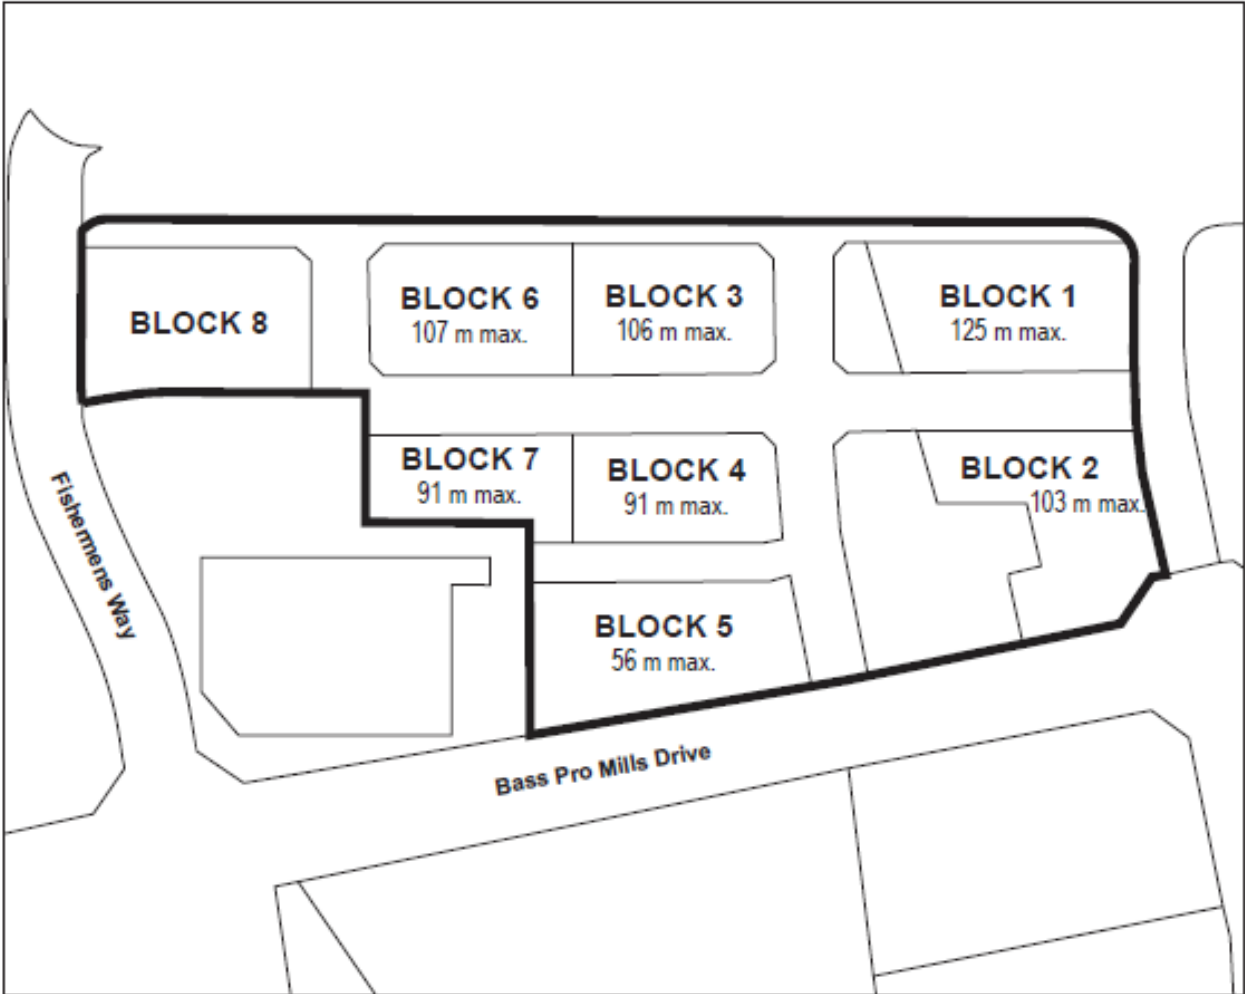 BLOCK 8
BLOCK 6
107 m max.
BLOCK 3
106 m max.
BLOCK 1
125 m max.
BLOCK 7
91 m max.
BLOCK 4
91 m max.
BLOCK 2
103 m max.
BLOCK 5
56 m max.
Fishermens Way
Bass Pro Mills Drive